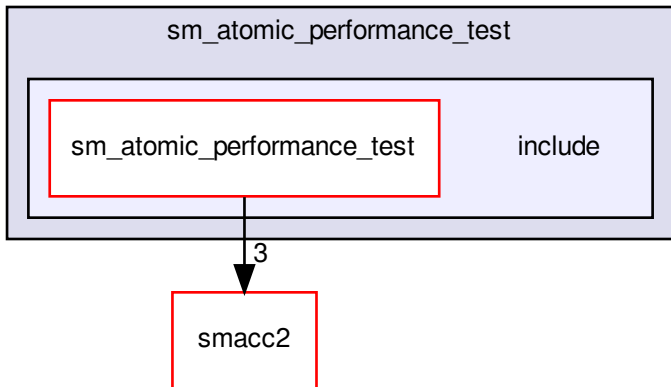 sm_atomic_performance_test
sm_atomic_performance_test include
3
smacc2